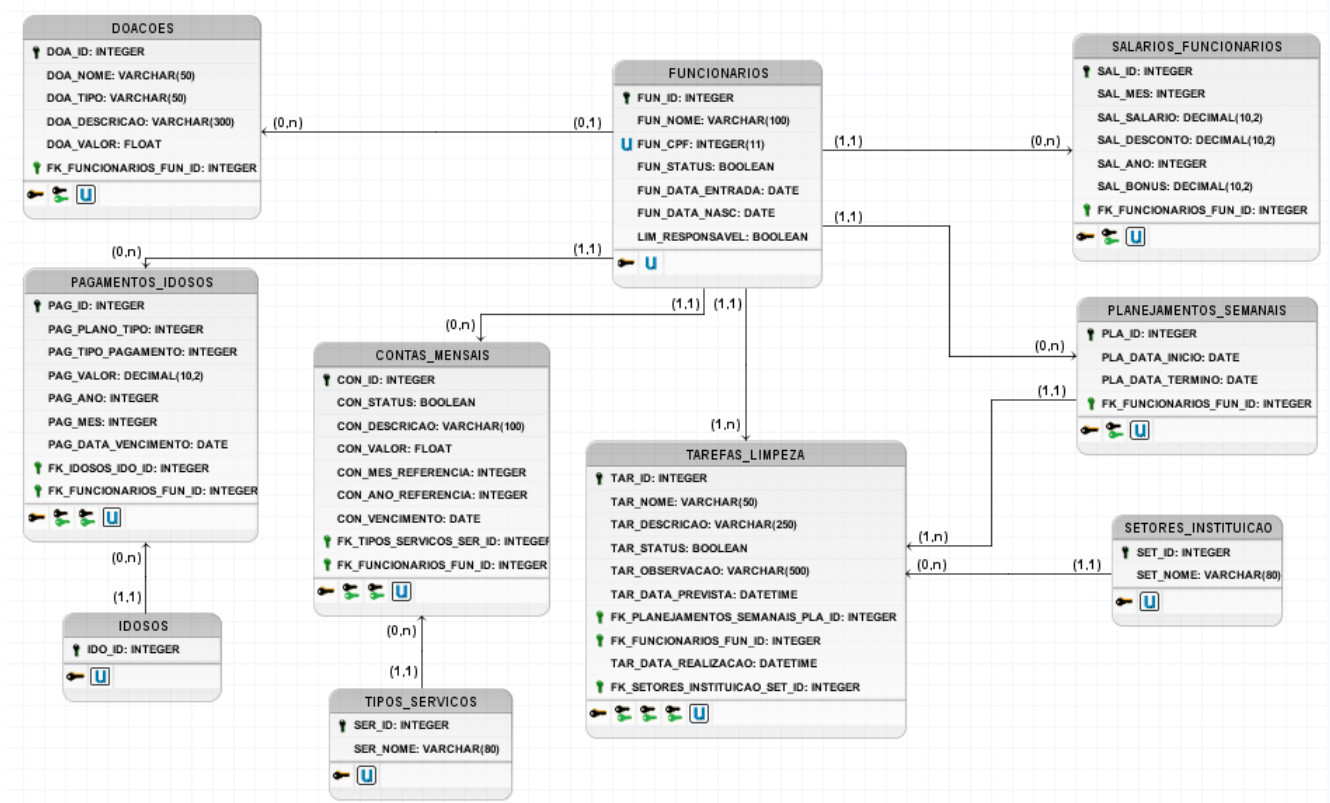 DOACOES
DOA_ID: INTEGER
DOA_NOME: VARCHAR(50)
DOA_TIPO: VARCHAR(50)
DOA_DESCRICAO: VARCHAR(300)
DOA_VALOR: FLOAT
FK_FUNCIONARIOS_FUN_ID: INTEGER
U
(0,n)
(0,1)
FUNCIONARIOS
FUN_ID: INTEGER
FUN_NOME: VARCHAR(100)
U FUN_CPF: INTEGER(11)
FUN_STATUS: BOOLEAN
FUN_DATA_ENTRADA: DATE
FUN_DATA_NASC: DATE
LIM_RESPONSAVEL: BOOLEAN
U
(1,1)
(0,n)
SALARIOS_FUNCIONARIOS
SAL_ID: INTEGER
SAL_MES: INTEGER
SAL_SALARIO: DECIMAL(10,2)
SAL_DESCONTO: DECIMAL(10,2)
SAL_ANO: INTEGER
SAL_BONUS: DECIMAL(10,2)
FK_FUNCIONARIOS_FUN_ID: INTEGER
U
(1,1)
(0,n)
(1,1)
PAGAMENTOS_IDOSOS
PAG_ID: INTEGER
PAG_PLANO_TIPO: INTEGER
PAG_TIPO_PAGAMENTO: INTEGER
PAG_VALOR: DECIMAL(10,2)
PAG_ANO: INTEGER
PAG_MES: INTEGER
PAG_DATA_VENCIMENTO: DATE
FK_IDOSOS_IDO_ID: INTEGER
FK_FUNCIONARIOS_FUN_ID: INTEGER
U
(1,1)
(1,1)
(0,n)
CONTAS_MENSAIS
CON_ID: INTEGER
CON_STATUS: BOOLEAN
CON_DESCRICAO: VARCHAR(100)
CON_VALOR: FLOAT
CON_MES_REFERENCIA: INTEGER
CON_ANO_REFERENCIA: INTEGER
CON_VENCIMENTO: DATE
FK_TIPOS_SERVICOS_SER_ID: INTEGER
FK_FUNCIONARIOS_FUN_ID: INTEGER
U
PLANEJAMENTOS_SEMANAIS
PLA_ID: INTEGER
PLA_DATA_INICIO: DATE
PLA_DATA_TERMINO: DATE
FK_FUNCIONARIOS_FUN_ID: INTEGER
U
(0,n)
(1,1)
(1,n)
TAREFAS_LIMPEZA
TAR_ID: INTEGER
TAR_NOME: VARCHAR(50)
TAR_DESCRICAO: VARCHAR(250)
TAR_STATUS: BOOLEAN
TAR_OBSERVACAO: VARCHAR(500)
TAR_DATA_PREVISTA: DATETIME
FK_PLANEJAMENTOS_SEMANAIS_PLA_ID: INTEGER
FK_FUNCIONARIOS_FUN_ID: INTEGER
TAR_DATA_REALIZACAO: DATETIME
FK_SETORES_INSTITUICAO_SET_ID: INTEGER
U
(1,n)
(0,n)
(1,1)
SETORES_INSTITUICAO
SET_ID: INTEGER
SET_NOME: VARCHAR(80)
U
(0,n)
(1,1)
IDOSOS
IDO_ID: INTEGER
U
(0,n)
(1,1)
TIPOS_SERVICOS
SER_ID: INTEGER
SER_NOME: VARCHAR(80)
U